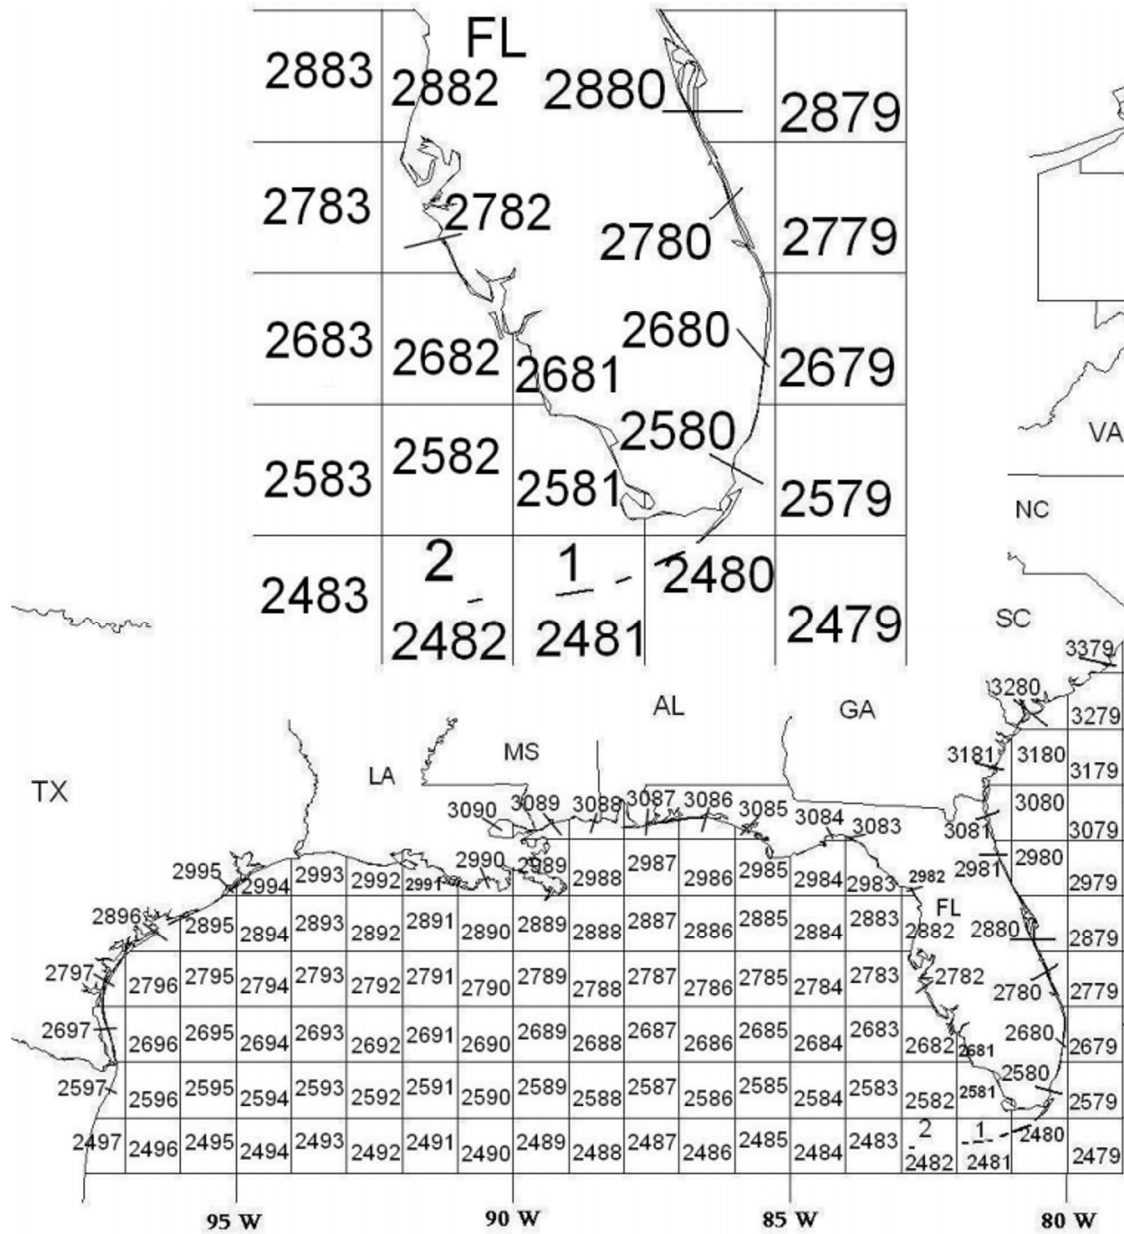 FL
2883 2882 2880 2879
2783 2782 2780 2779
2683 2682 2681 2680 2679
2583 2582 2581 2580 2579
2 1
2483 2482 2481 2480 2479
VA
NC
SC
3379
3280
3279
AL
GA
MS
LA
TX
3181 3180 3179
3090 3089 3088 3087 3086 3085 3084 3083 3081 3080 3079
2995 2994 2993 2992 2991 2990 2989 2988 2987 2986 2985 2984 2983 2982 2981 2980 2979
FL
2896 2895 2894 2893 2892 2891 2890 2889 2888 2887 2886 2885 2884 2883 2882 2880 2879
2797 2796 2795 2794 2793 2792 2791 2790 2789 2788 2787 2786 2785 2784 2783 2782 2780 2779
2697 2696 2695 2694 2693 2692 2691 2690 2689 2688 2687 2686 2685 2684 2683 2682 2681 2680 2679
2597 2596 2595 2594 2593 2592 2591 2590 2589 2588 2587 2586 2585 2584 2583 2582 2581 2580 2579
2 1
2497 2496 2495 2494 2493 2492 2491 2490 2489 2488 2487 2486 2485 2484 2483 2482 2481 2480 2479
95 W 90 W 85 W 80 W